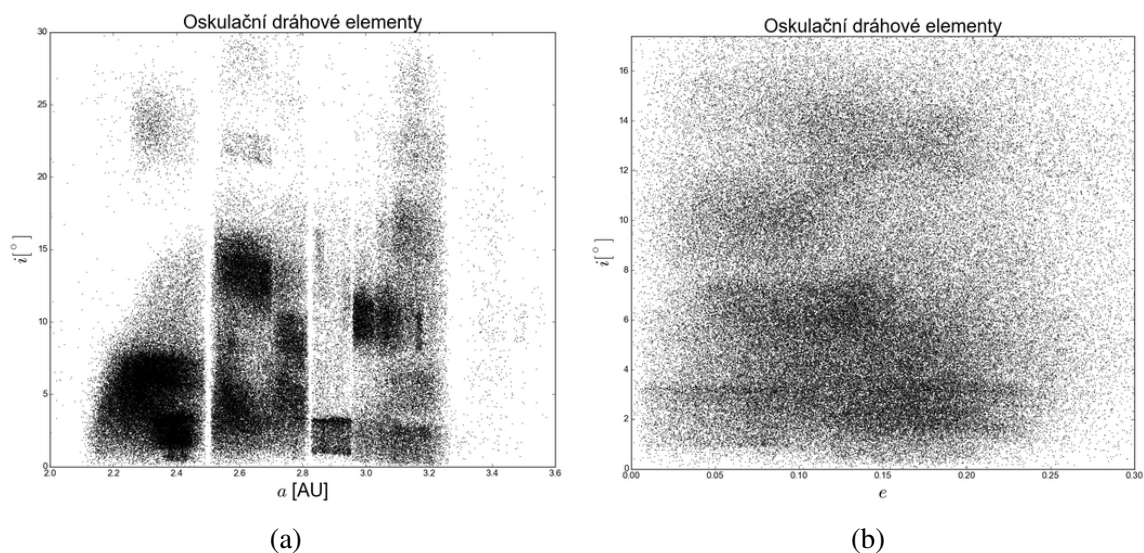 Oskulační dráhové elementy
30
25
20
15
10
5
0
i[°]
2.0 2.2 2.4 2.6 2.8 3.0 3.2 3.4 3.6
a [AU]
(a)
Oskulační dráhové elementy
16
14
12
10
8
6
4
2
0
i[°]
0.00 0.05 0.10 0.15 0.20 0.25 0.30
e
(b)